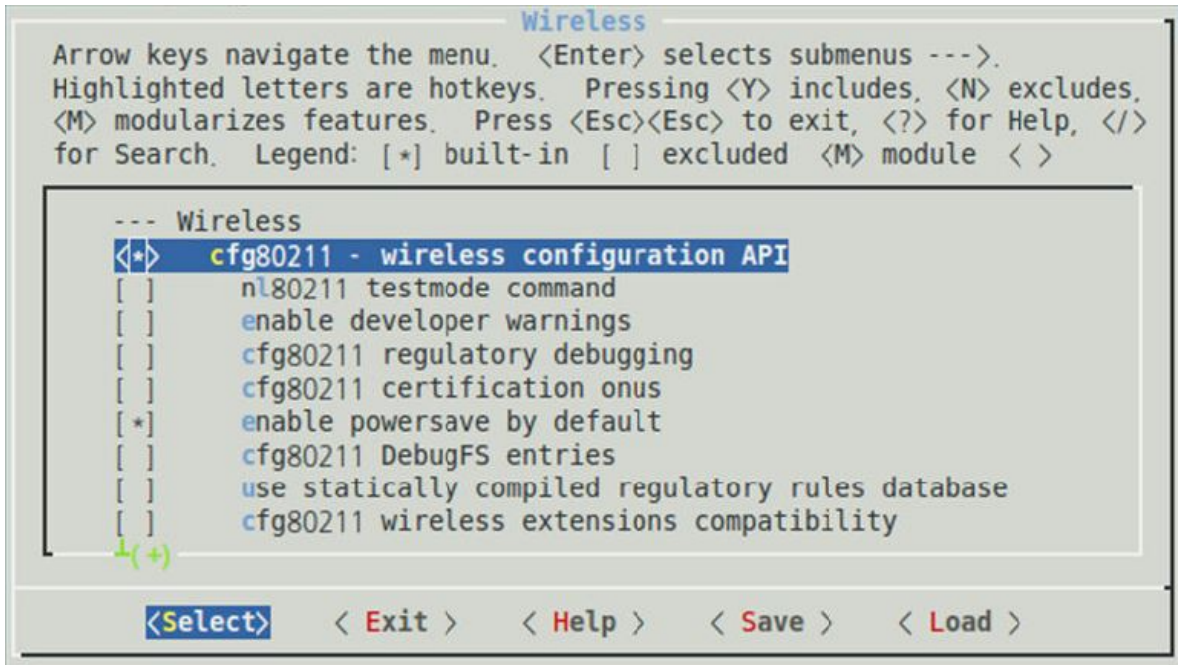 Wireless
Arrow keys navigate the menu.  <Enter> selects submenus --->.
Highlighted letters are hotkeys.  Pressing <Y> includes, <N> excludes,
<M> modularizes features.  Press <Esc><Esc> to exit, <?> for Help, </>
for Search.  Legend: [*] built-in  [ ] excluded  <M> module  < >
--- Wireless
<*>   cfg80211 - wireless configuration API
[ ]     nl80211 testmode command
[ ]     enable developer warnings
[ ]     cfg80211 regulatory debugging
[ ]     cfg80211 certification onus
[*]     enable powersave by default
[ ]     cfg80211 DebugFS entries
[ ]     use statically compiled regulatory rules database
[ ]     cfg80211 wireless extensions compatibility
┴(+)
<Select>    < Exit >    < Help >    < Save >    < Load >